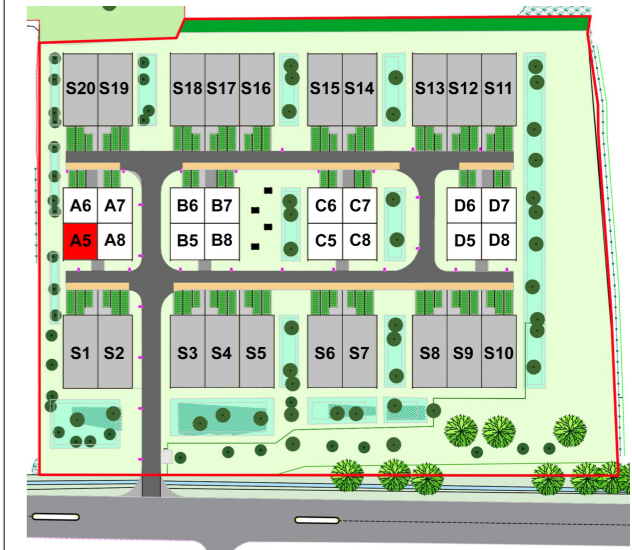 S20 S19 S18 S17 S16 S15 S14 S13 S12 S11
A6 A7 B6 B7 C6 C7 D6 D7
A5 A8 B5 B8 C5 C8 D5 D8
S1 S2 S3 S4 S5 S6 S7 S8 S9 S10